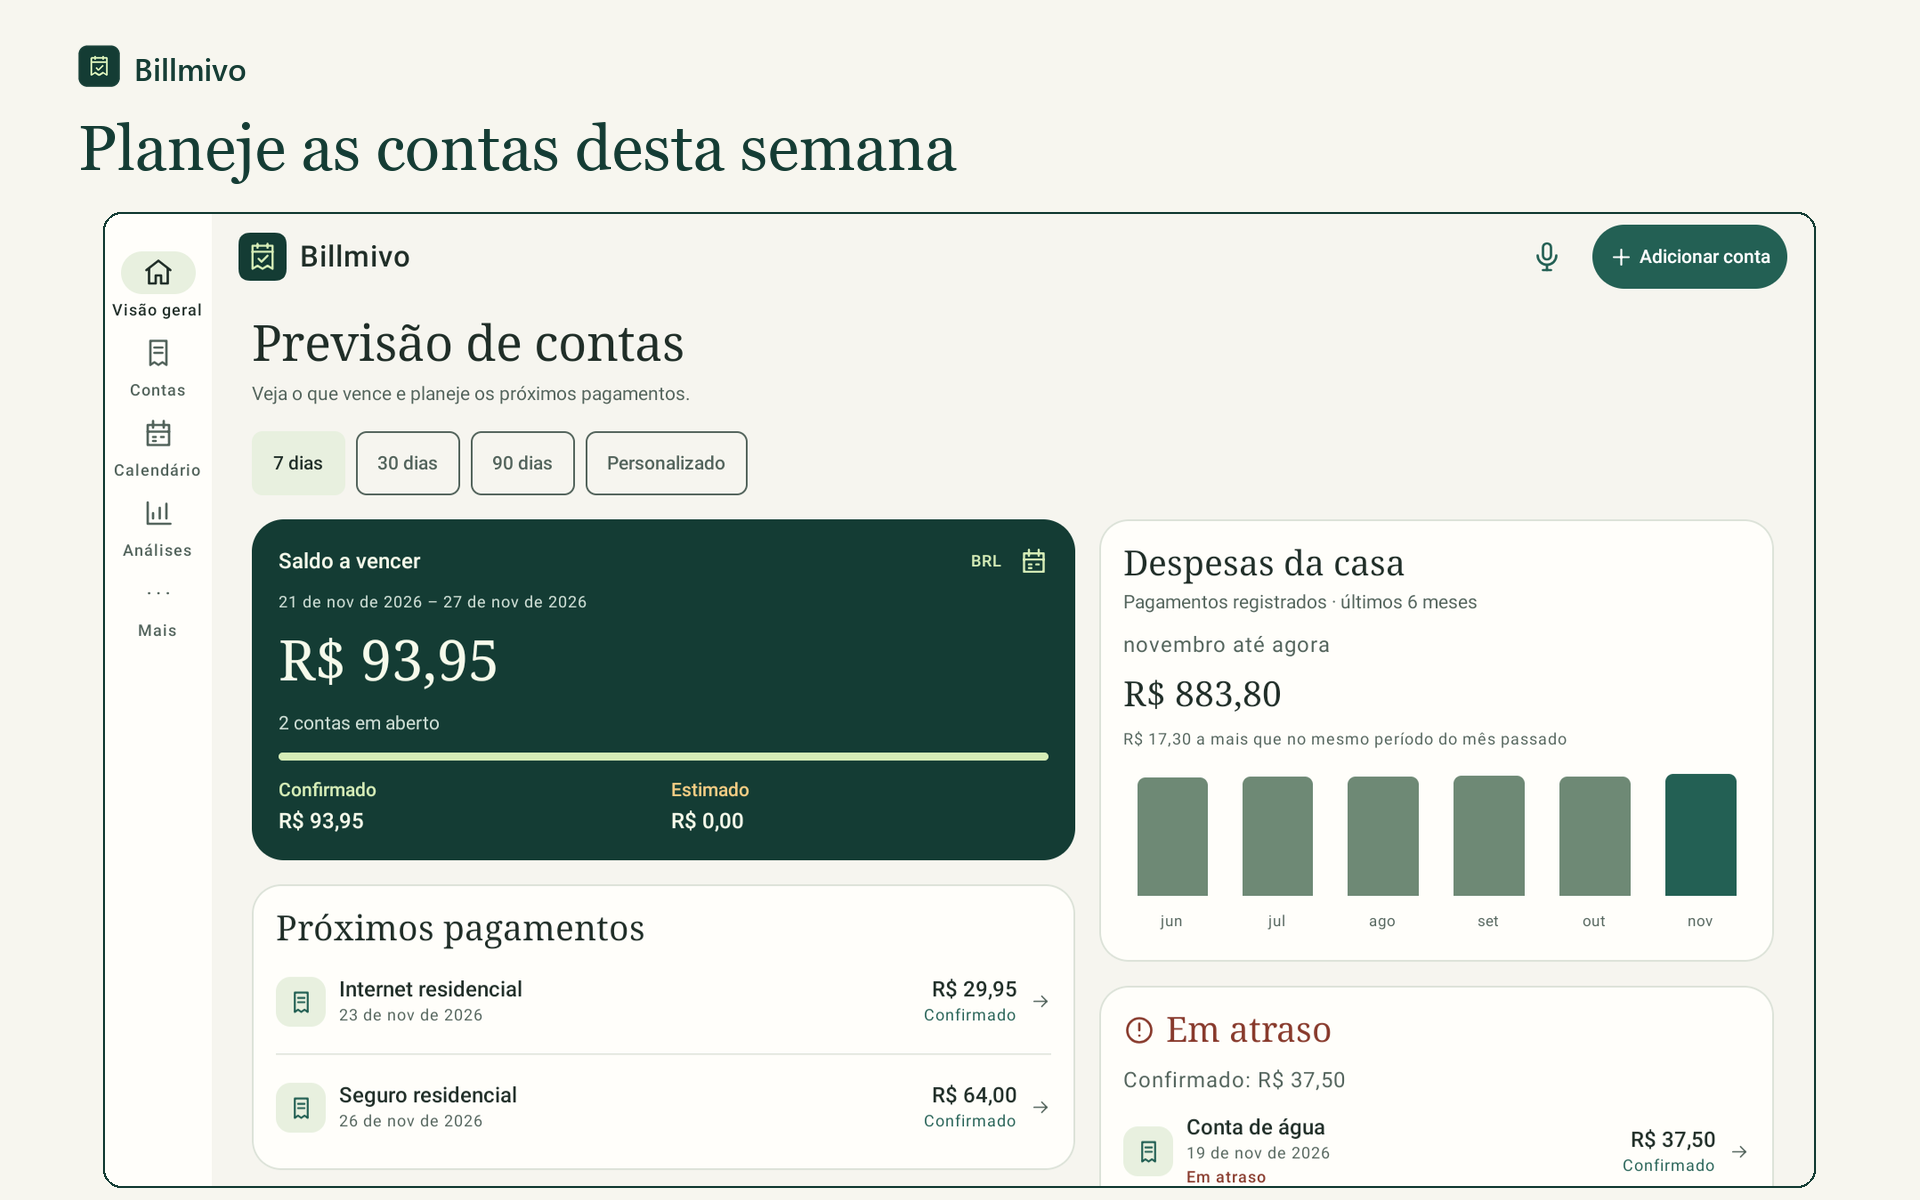 Billmivo
Planeje as contas desta semana
Billmivo
Adicionar conta
Visão geral
Contas
Calendário
Análises
Mais
Previsão de contas
Veja o que vence e planeje os próximos pagamentos.
7 dias
30 dias
90 dias
Personalizado
Saldo a vencer
BRL
21 de nov de 2026 – 27 de nov de 2026
R$ 93,95
2 contas em aberto
Confirmado
Estimado
R$ 93,95
R$ 0,00
Próximos pagamentos
Internet residencial
23 de nov de 2026
R$ 29,95
Confirmado
Seguro residencial
26 de nov de 2026
R$ 64,00
Confirmado
Despesas da casa
Pagamentos registrados · últimos 6 meses
novembro até agora
R$ 883,80
R$ 17,30 a mais que no mesmo período do mês passado
jun
jul
ago
set
out
nov
Em atraso
Confirmado: R$ 37,50
Conta de água
19 de nov de 2026
Em atraso
R$ 37,50
Confirmado